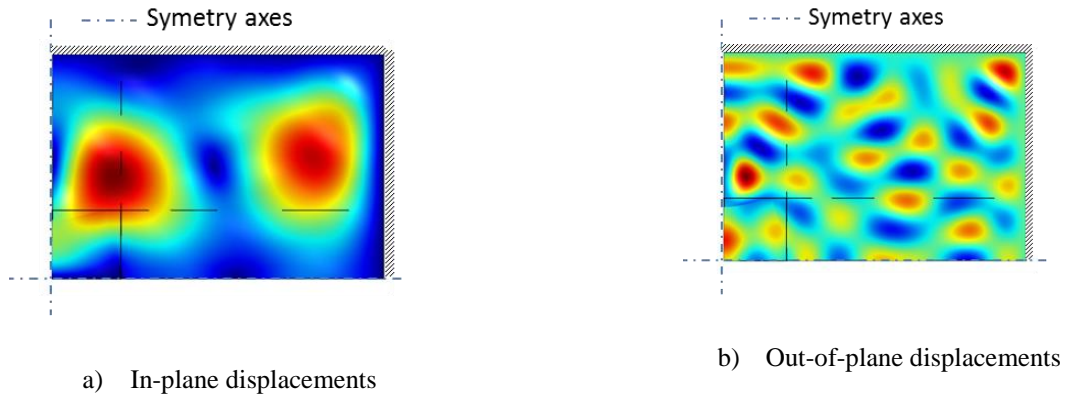 Symetry axes
Symetry axes
a) In-plane displacements
b) Out-of-plane displacements